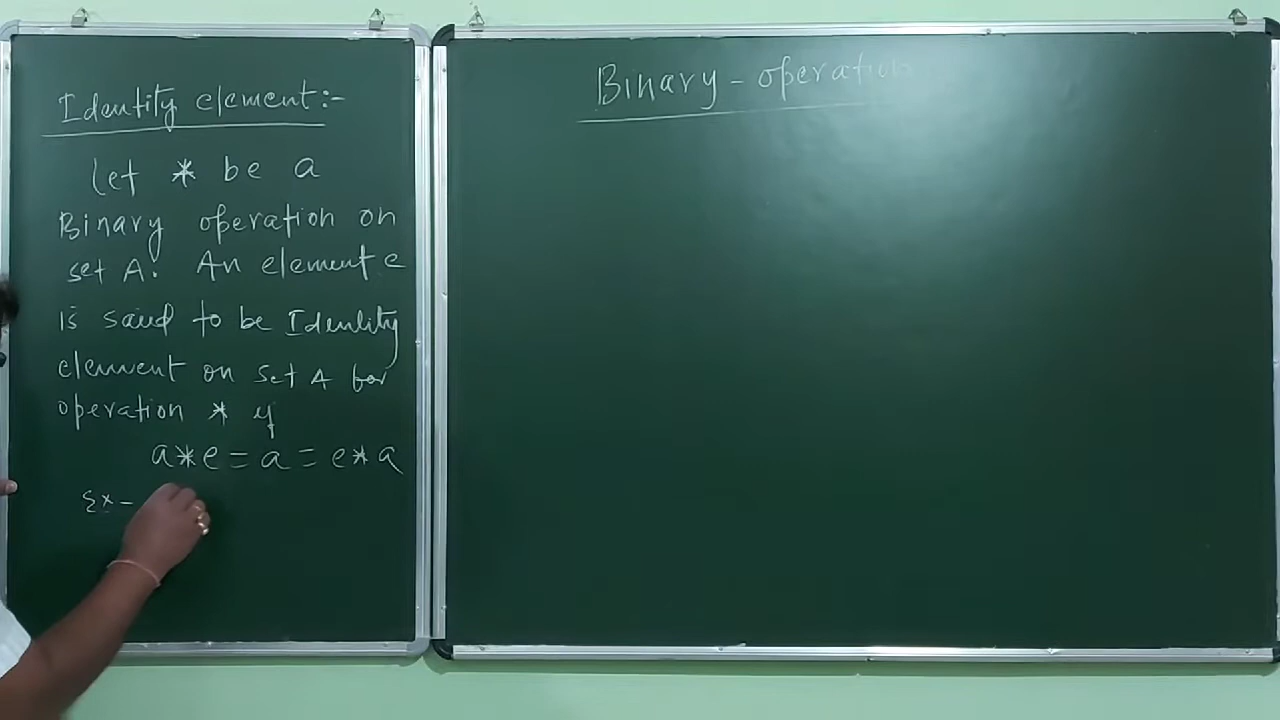 Identity element:-
Let * be a
Binary operation on
set A. An element e
is said to be Identity
element on set A for
operation * if
a*e = a = e*a
Ex -
Binary - operation